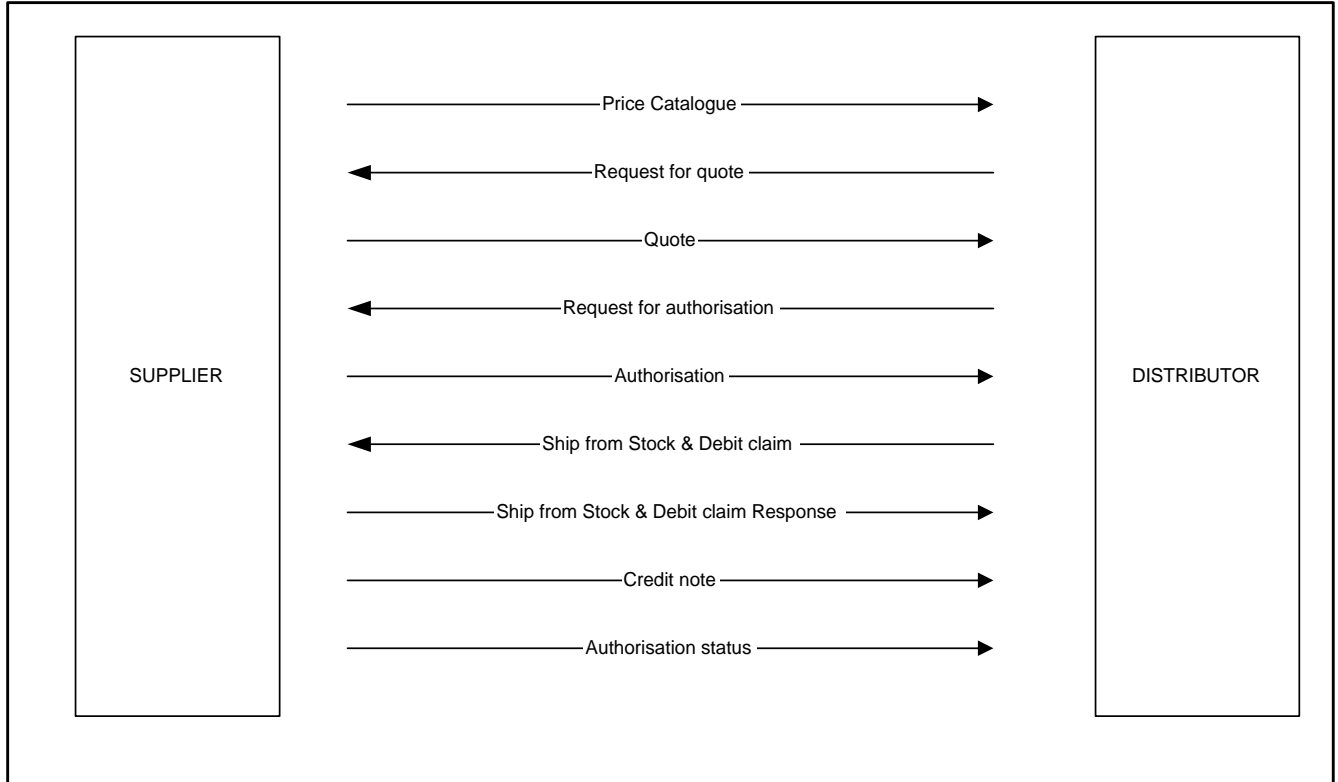 Price Catalogue
Request for quote
Quote
Request for authorisation
SUPPLIER
Authorisation
DISTRIBUTOR
Ship from Stock & Debit claim
Ship from Stock & Debit claim Response
Credit note
Authorisation status